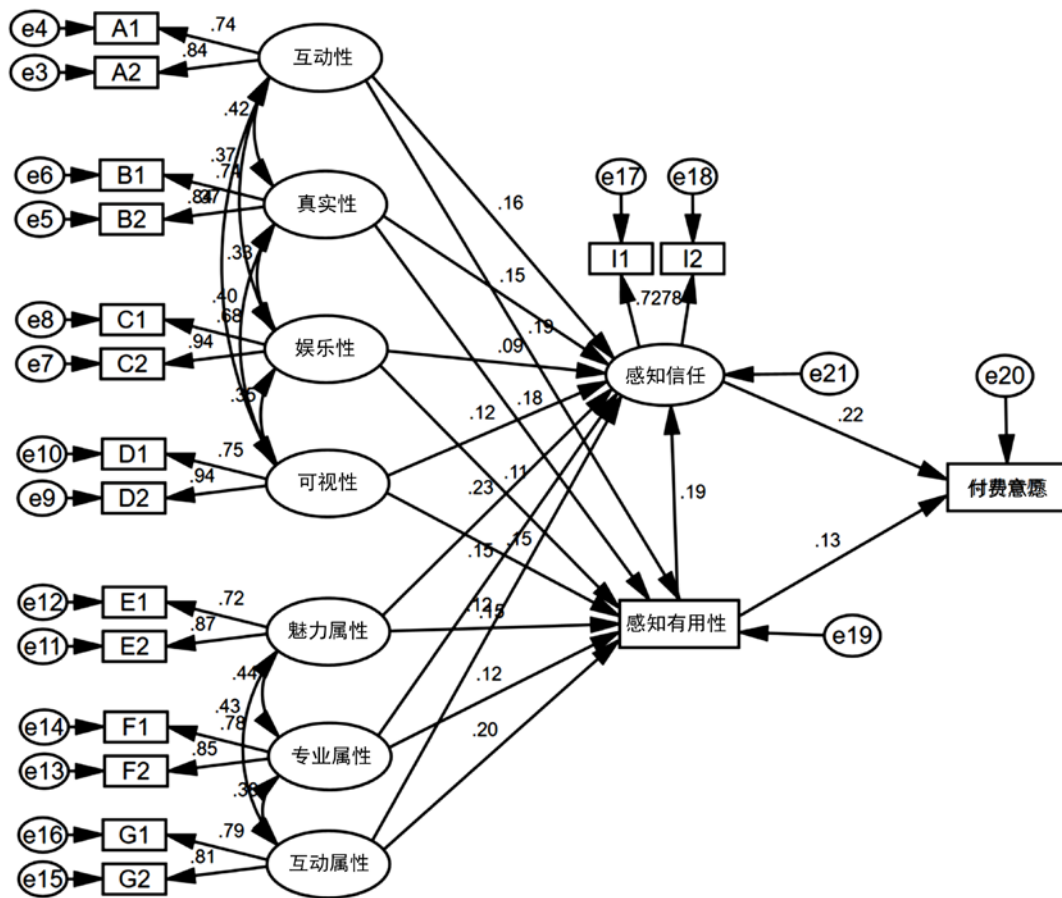 e4
A1
.74
互动性
e3
A2
.84
.42
e6
B1
.37
.74
真实性
e5
B2
.16
e17
e18
I1
I2
.15
.72
.78
.33
.40
.68
e8
C1
娱乐性
e7
C2
.94
.19
.09
感知信任
e21
e20
.35
.18
.12
.22
e10
D1
.75
可视性
e9
D2
.94
.11
.23
.19
付费意愿
.15
.15
.13
e12
E1
.72
魅力属性
e11
E2
.87
.12
.15
感知有用性
e19
.44
.12
.43
.78
.20
e14
F1
专业属性
e13
F2
.85
e16
G1
.79
互动属性
e15
G2
.81